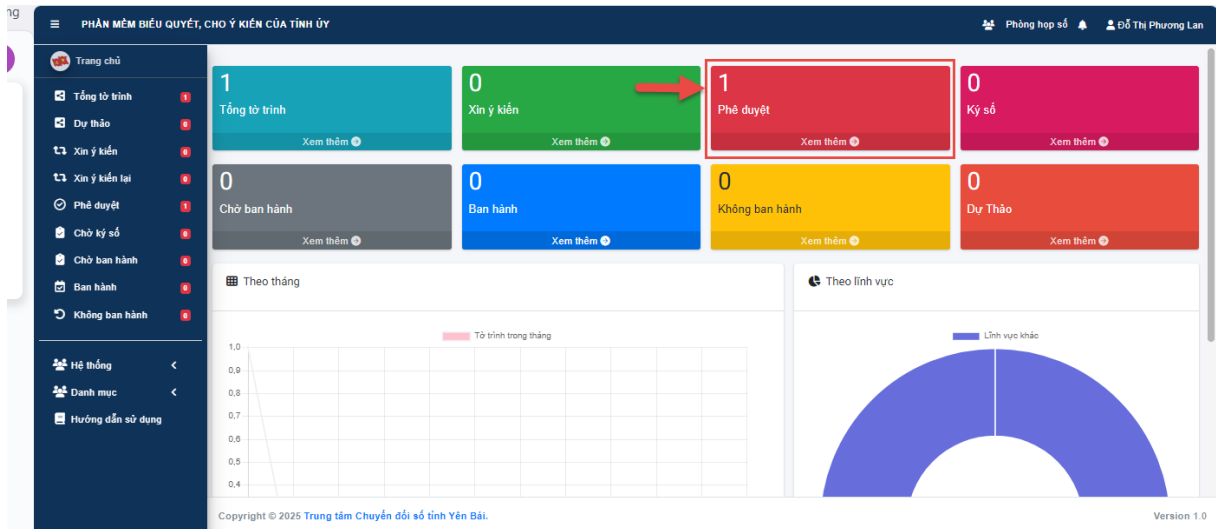 ng
PHẦN MỀM BIỂU QUYẾT, CHO Ý KIẾN CỦA TỈNH ỦY
Phòng họp số
Đỗ Thị Phương Lan
Trang chủ
Tổng tờ trình 1
Dự thảo 0
Xin ý kiến 0
Xin ý kiến lại 0
Phê duyệt 1
Chờ ký số 0
Chờ ban hành 0
Ban hành 0
Không ban hành 0
Hệ thống
Danh mục
Hướng dẫn sử dụng
1
Tổng tờ trình
Xem thêm
0
Xin ý kiến
Xem thêm
1
Phê duyệt
Xem thêm
0
Ký số
Xem thêm
0
Chờ ban hành
Xem thêm
0
Ban hành
Xem thêm
0
Không ban hành
Xem thêm
0
Dự Thảo
Xem thêm
Theo tháng
Tờ trình trong tháng
1,0
0,9
0,8
0,7
0,6
0,5
0,4
Theo lĩnh vực
Lĩnh vực khác
Copyright © 2025 Trung tâm Chuyển đổi số tỉnh Yên Bái.
Version 1.0